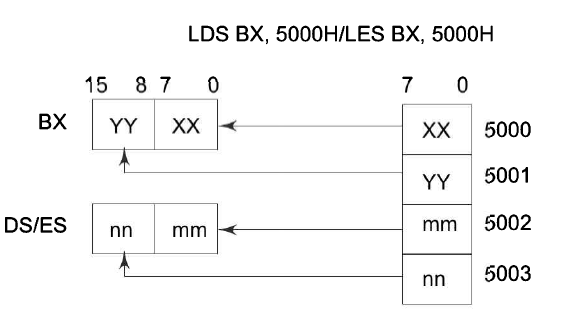 LDS BX, 5000H/LES BX, 5000H
15 8 7 0 7 0
BX YY XX XX 5000
YY 5001
DS/ES nn mm mm 5002
nn 5003